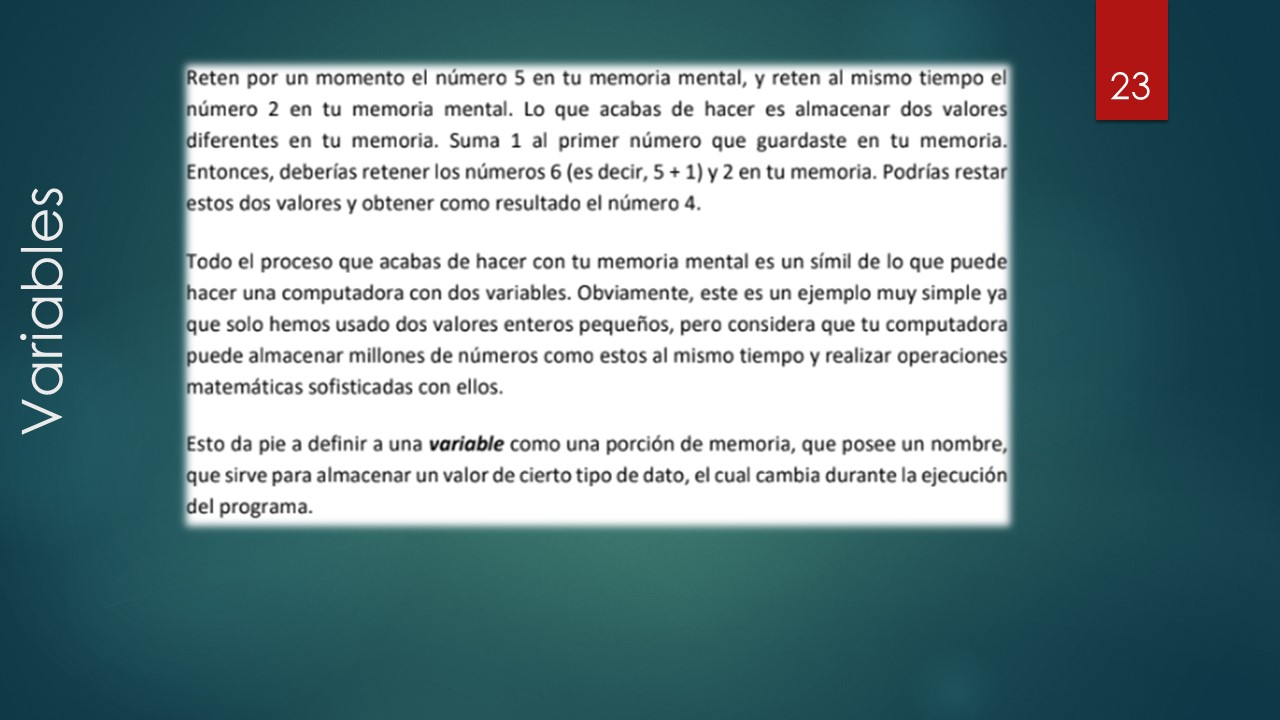 Variables
23
Reten por un momento el número 5 en tu memoria mental, y reten al mismo tiempo el
número 2 en tu memoria mental. Lo que acabas de hacer es almacenar dos valores
diferentes en tu memoria. Suma 1 al primer número que guardaste en tu memoria.
Entonces, deberías retener los números 6 (es decir, 5 + 1) y 2 en tu memoria. Podrías restar
estos dos valores y obtener como resultado el número 4.
Todo el proceso que acabas de hacer con tu memoria mental es un símil de lo que puede
hacer una computadora con dos variables. Obviamente, este es un ejemplo muy simple ya
que solo hemos usado dos valores enteros pequeños, pero considera que tu computadora
puede almacenar millones de números como estos al mismo tiempo y realizar operaciones
matemáticas sofisticadas con ellos.
Esto da pie a definir a una variable como una porción de memoria, que posee un nombre,
que sirve para almacenar un valor de cierto tipo de dato, el cual cambia durante la ejecución
del programa.